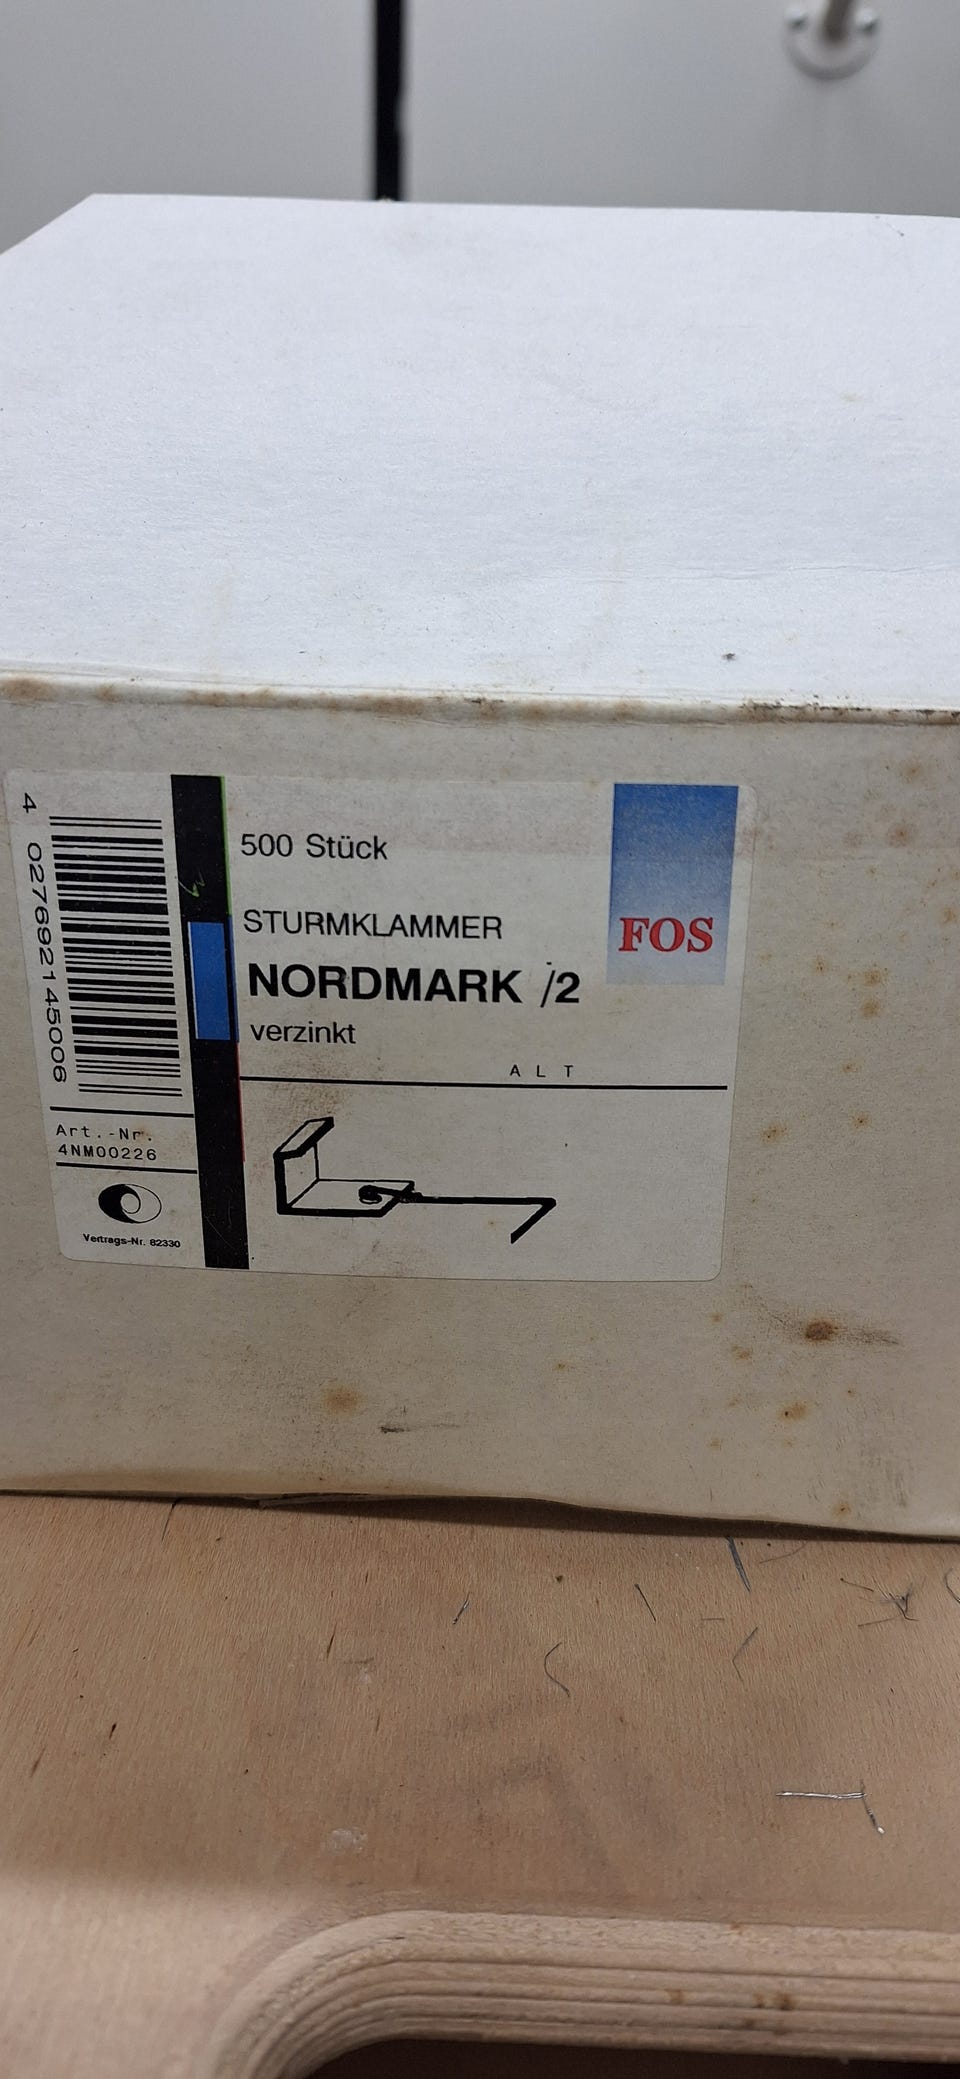 4 027692 145006
500 Stück
FOS
STURMKLAMMER
NORDMARK /2
verzinkt
ALT
Art.-Nr.
4NM00226
Vertrags-Nr. 82330